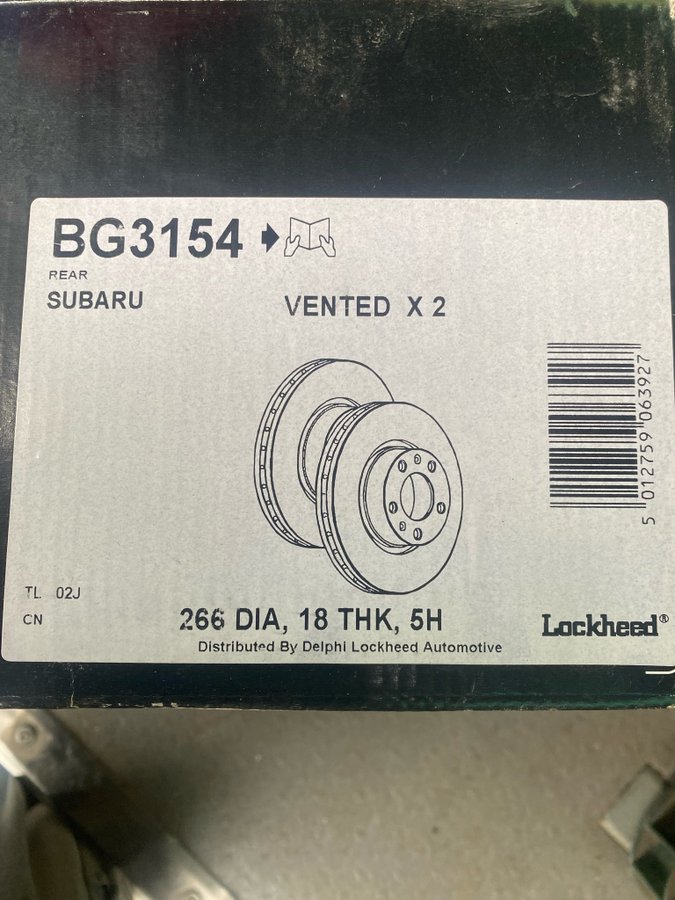 BG3154
REAR
SUBARU
VENTED X 2
5 012759 063927
TL 02J
CN
266 DIA, 18 THK, 5H
Lockheed®
Distributed By Delphi Lockheed Automotive